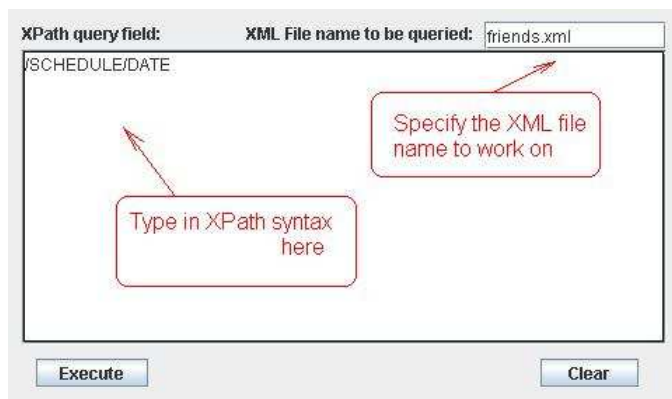 XPath query field: XML File name to be queried: friends.xml
/SCHEDULE/DATE
Specify the XML file
name to work on
Type in XPath syntax
here
Execute Clear